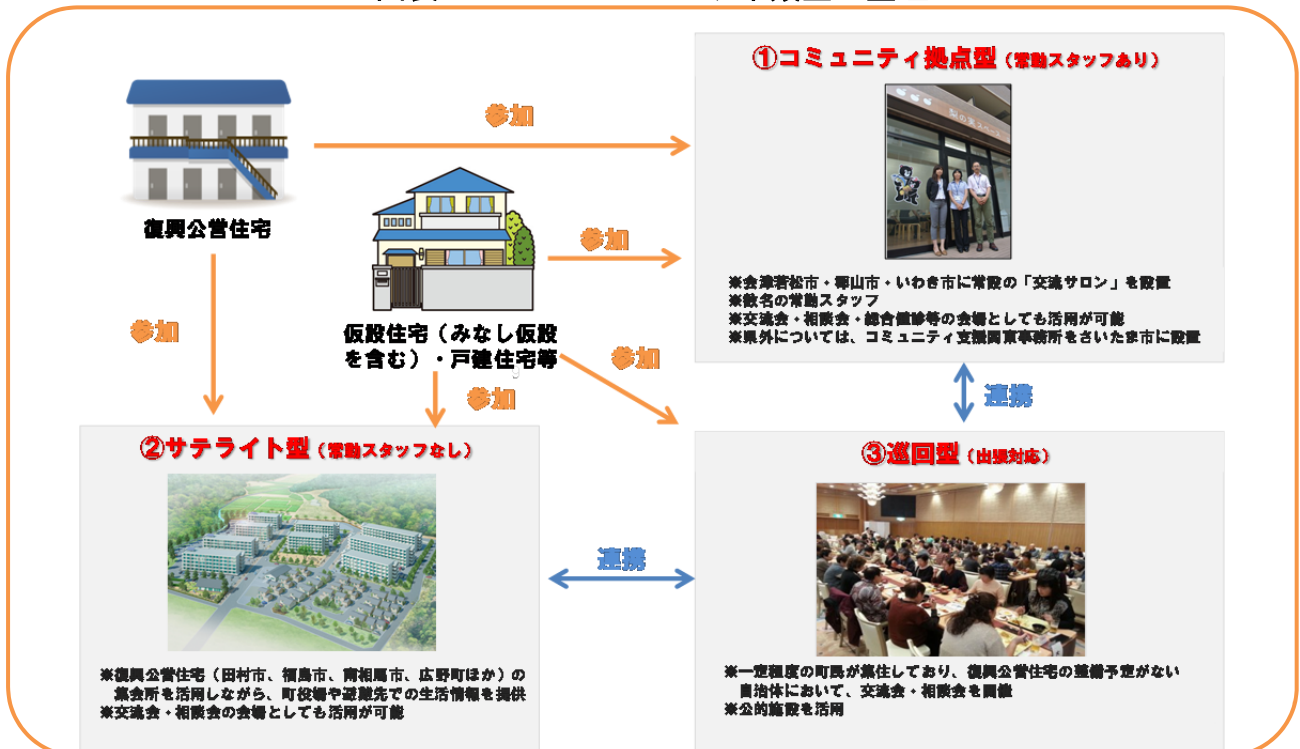 ①コミュニティ拠点型(常勤スタッフあり)
参加
梨の実スペース
復興公営住宅
参加
※会津若松市・郡山市・いわき市に常設の「交流サロン」を設置
※数名の常勤スタッフ
※交流会・相談会・総合健診等の会場としても活用が可能
※県外については、コミュニティ支援関東事務所をさいたま市に設置
参加
仮設住宅(みなし仮設
を含む)・戸建住宅等
参加
参加
連携
②サテライト型(常勤スタッフなし)
③巡回型(出張対応)
連携
※復興公営住宅(田村市、福島市、南相馬市、広野町ほか)の
集会所を活用しながら、町役場や避難先での生活情報を提供
※交流会・相談会の会場としても活用が可能
※一定程度の町民が集住しており、復興公営住宅の整備予定がない
自治体において、交流会・相談会を開催
※公的施設を活用